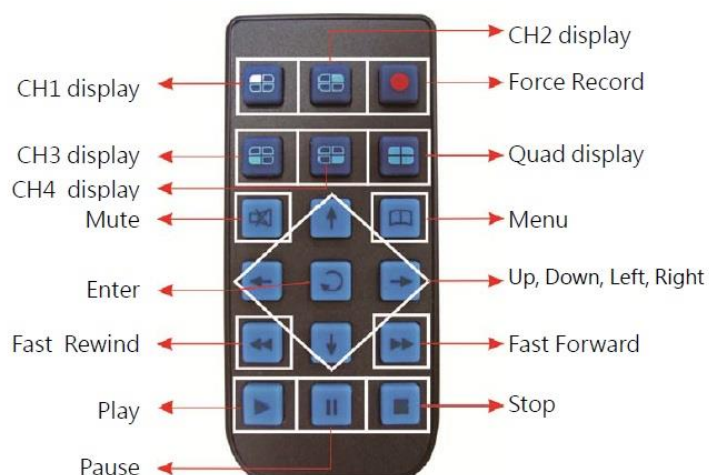 CH2 display
CH1 display
Force Record
CH3 display
Quad display
CH4 display
Mute
Menu
Enter
Up, Down, Left, Right
Fast Rewind
Fast Forward
Play
Stop
Pause